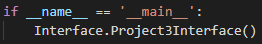 if __name__ == '__main__':
    Interface.Project3Interface()